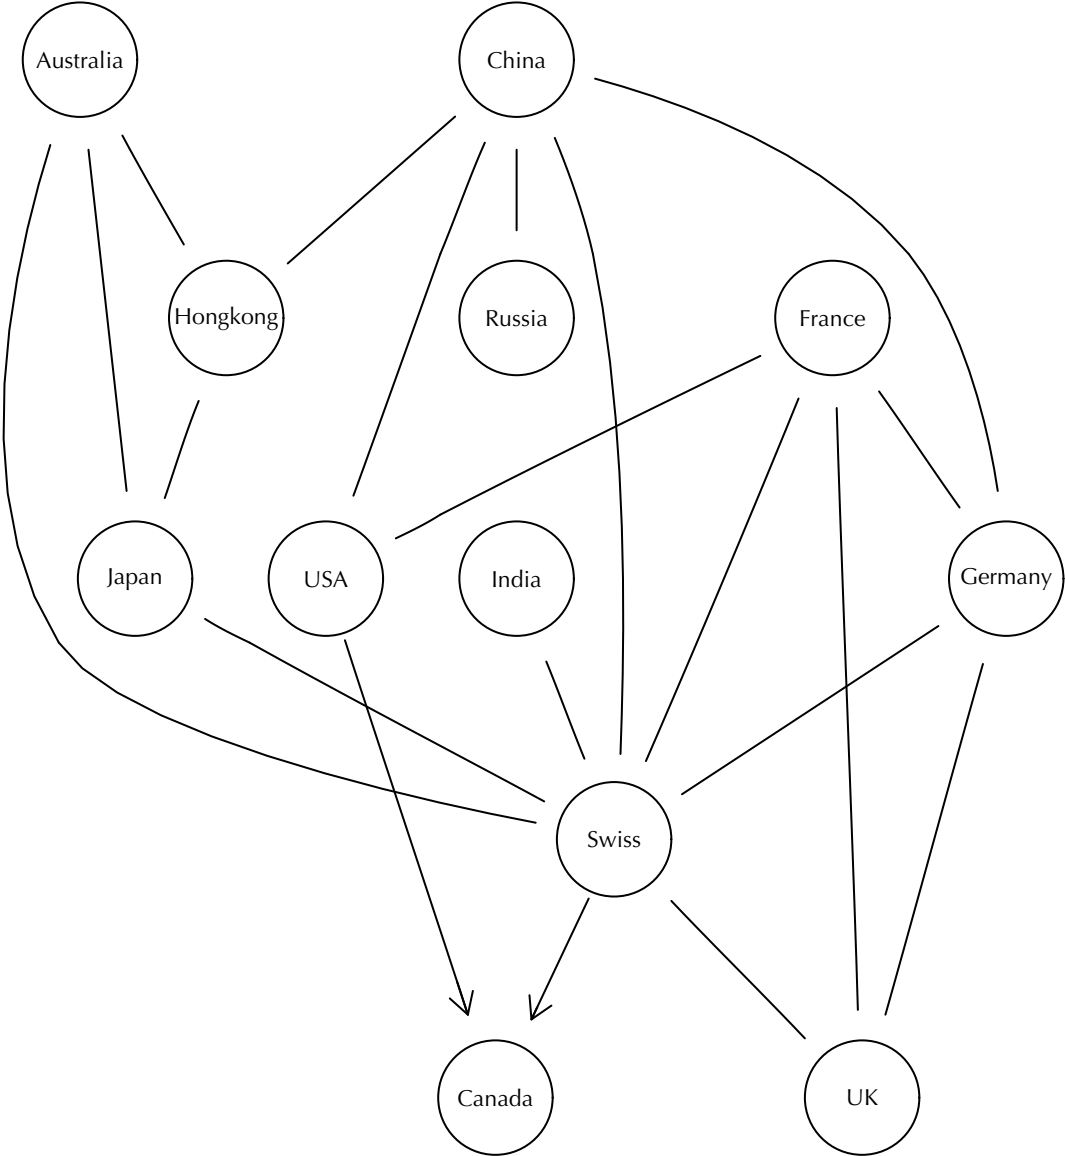 Australia
China
Hongkong
Russia
France
Japan
USA
India
Germany
Swiss
Canada
UK